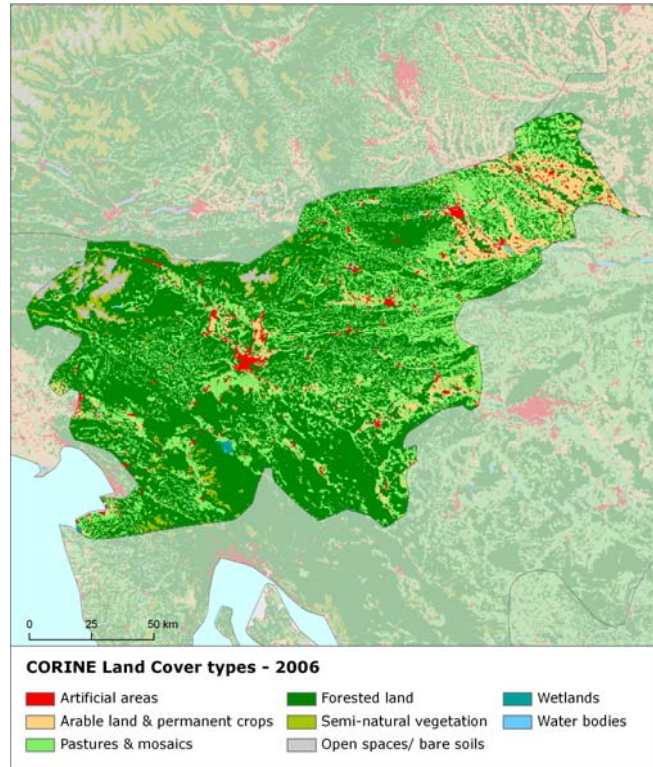 0 25 50 km
CORINE Land Cover types - 2006
Artificial areas
Forested land
Wetlands
Arable land & permanent crops
Semi-natural vegetation
Water bodies
Pastures & mosaics
Open spaces/ bare soils